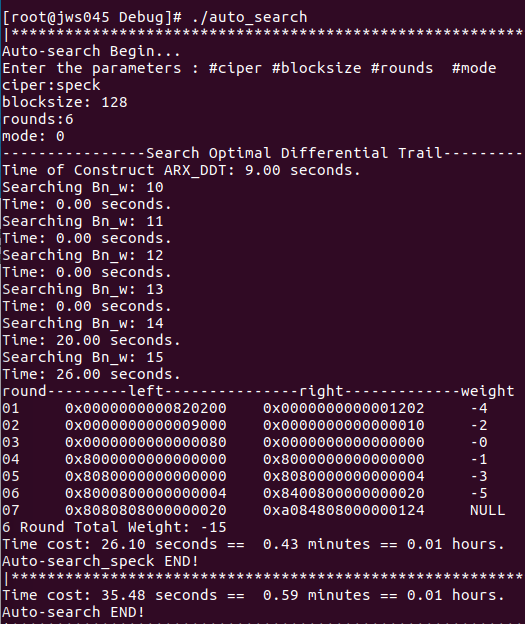 [root@jws045 Debug]# ./auto_search
|************************************************************
Auto-search Begin...
Enter the parameters : #ciper #blocksize #rounds  #mode
ciper:speck
blocksize: 128
rounds:6
mode: 0
----------------Search Optimal Differential Trail---------
Time of Construct ARX_DDT: 9.00 seconds.
Searching Bn_w: 10
Time: 0.00 seconds.
Searching Bn_w: 11
Time: 0.00 seconds.
Searching Bn_w: 12
Time: 0.00 seconds.
Searching Bn_w: 13
Time: 0.00 seconds.
Searching Bn_w: 14
Time: 20.00 seconds.
Searching Bn_w: 15
Time: 26.00 seconds.
round---------left---------------right-------------weight
01     0x0000000000820200    0x0000000000001202     -4
02     0x0000000000009000    0x0000000000000010     -2
03     0x0000000000000080    0x0000000000000000     -0
04     0x8000000000000000    0x8000000000000000     -1
05     0x8080000000000000    0x8080000000000004     -3
06     0x8000800000000004    0x8400800000000020     -5
07     0x8080808000000020    0xa084808000000124     NULL
6 Round Total Weight: -15
Time cost: 26.10 seconds ==  0.43 minutes == 0.01 hours.
Auto-search_speck END!
|************************************************************
Time cost: 35.48 seconds ==  0.59 minutes == 0.01 hours.
Auto-search END!